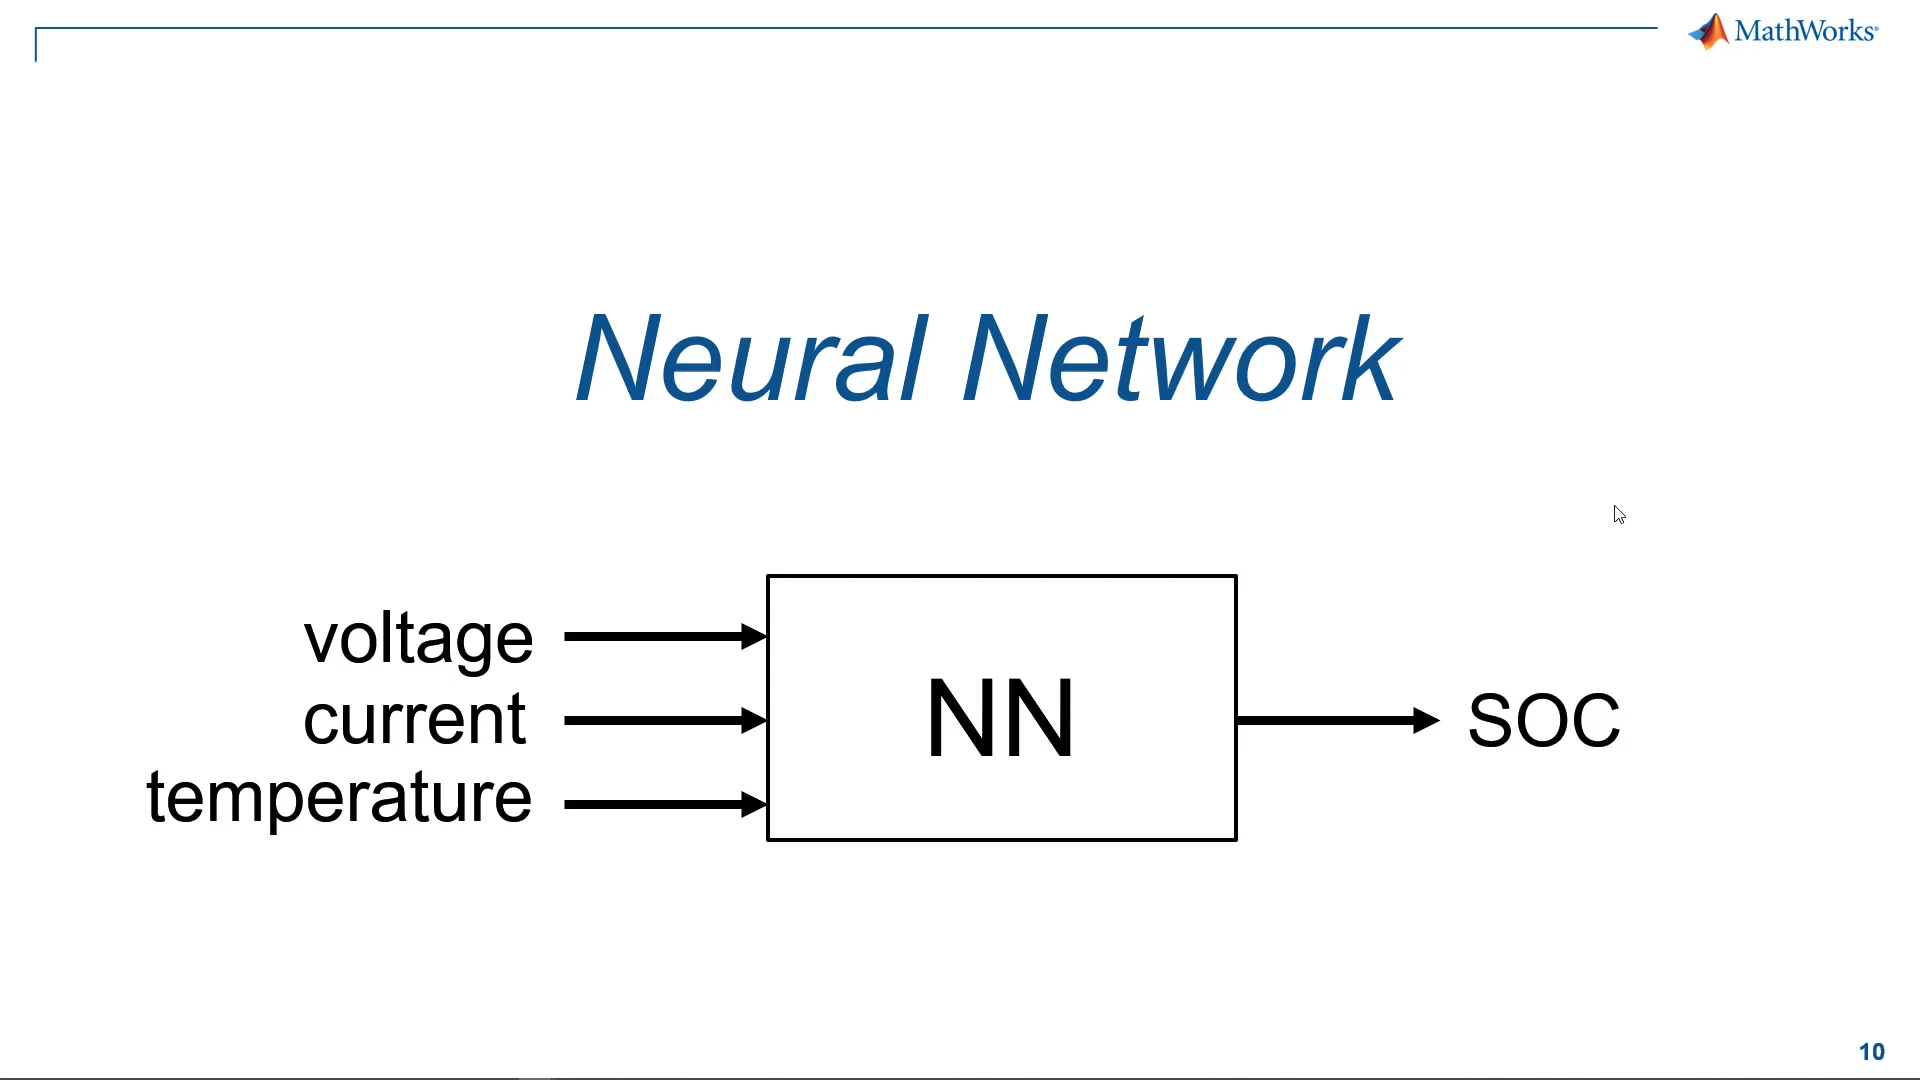 MathWorks®
Neural Network
voltage
current
temperature
NN
SOC
10